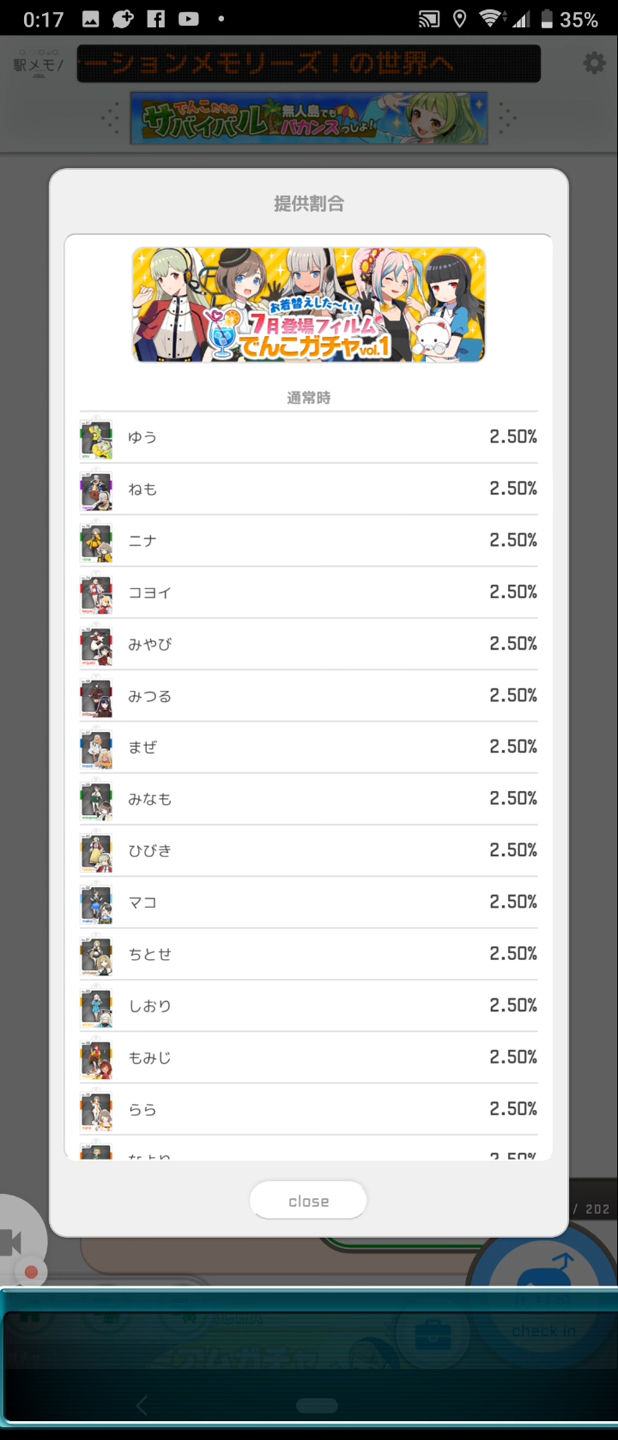 0:17
35%
駅メモ!
ーションメモリーズ！の世界へ
でんこたちの
サバイバル
無人島でも
バカンスっしょ!
提供割合
お着替えした〜い!
7月登場フィルム
でんこガチャvol.1
通常時
ゆう 2.50%
ねも 2.50%
ニナ 2.50%
コヨイ 2.50%
みやび 2.50%
みつる 2.50%
まぜ 2.50%
みなも 2.50%
ひびき 2.50%
マコ 2.50%
ちとせ 2.50%
しおり 2.50%
もみじ 2.50%
らら 2.50%
2.50%
close
/ 202
check in